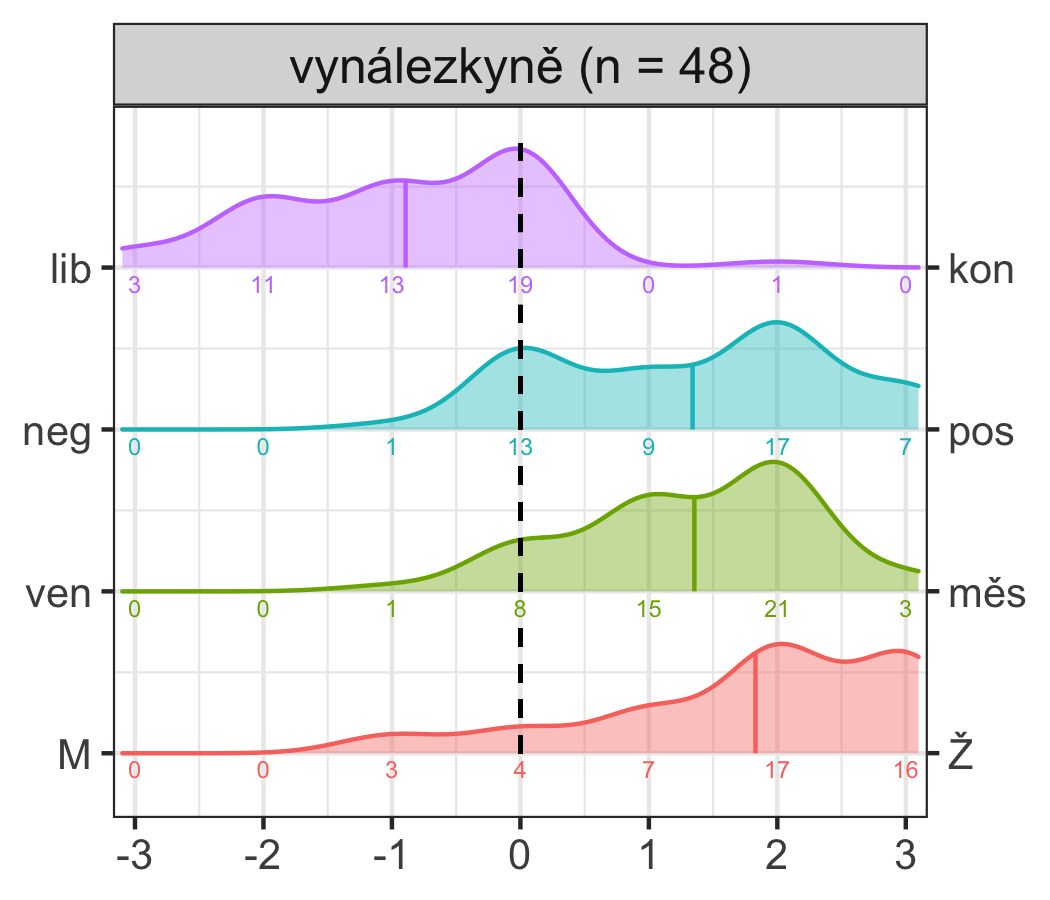 vynálezkyně (n = 48)
lib kon
3 11 13 19 0 1 0
neg pos
0 0 1 13 9 17 7
ven měs
0 0 1 8 15 21 3
M Ž
0 0 3 4 7 17 16
-3 -2 -1 0 1 2 3